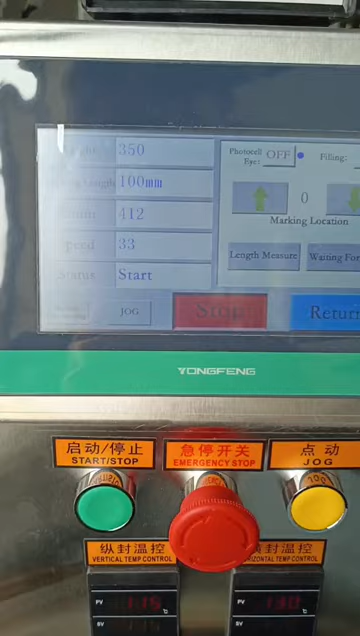 350
Photocell Eye:
OFF
Filling:
100mm
0
Marking Location
412
Speed
33
Length Measure
Waiting For
Status
Start
JOG
Stop
Return
YONGFENG
启动/停止
START/STOP
急停开关
EMERGENCY STOP
点动
JOG
纵封温控
VERTICAL TEMP CONTROL
封温控
HORIZONTAL TEMP CONTROL
PV
PV
130
SV
SV